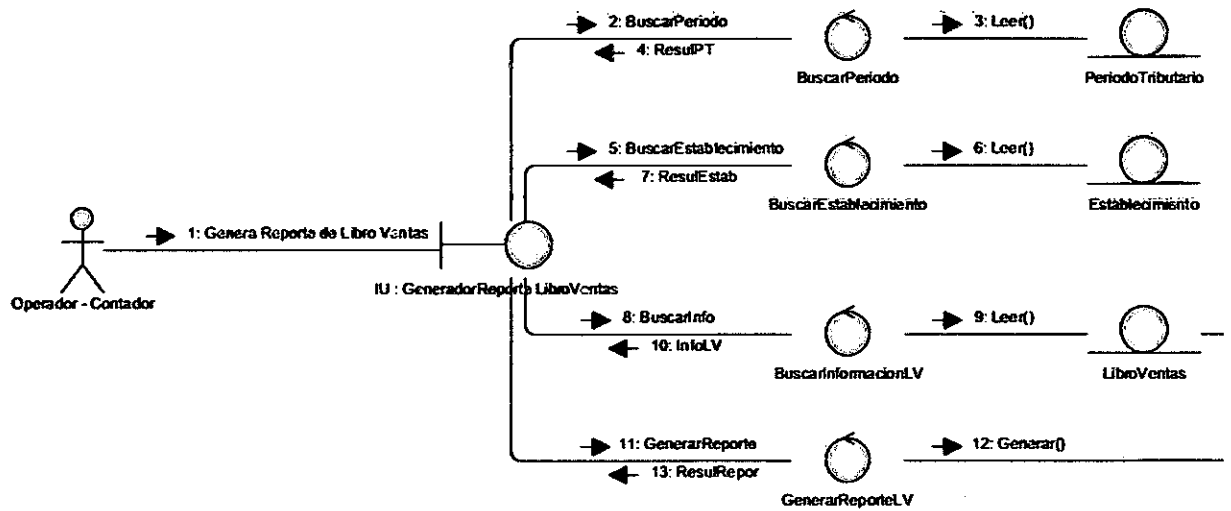 2: BuscarPeriodo
3: Leer()
4: ResulPT
BuscarPeriodo
PeriodoTributario
5: BuscarEstablecimiento
6: Leer()
7: ResulEstab
BuscarEstablecimiento
Establecimiento
1: Genera Reporte de Libro Ventas
IU : GeneradorReporte LibroVentas
Operador - Contador
8: BuscarInfo
9: Leer()
10: InfoLV
BuscarInformacionLV
LibroVentas
11: GenerarReporte
12: Generar()
13: ResulRepor
GenerarReporteLV